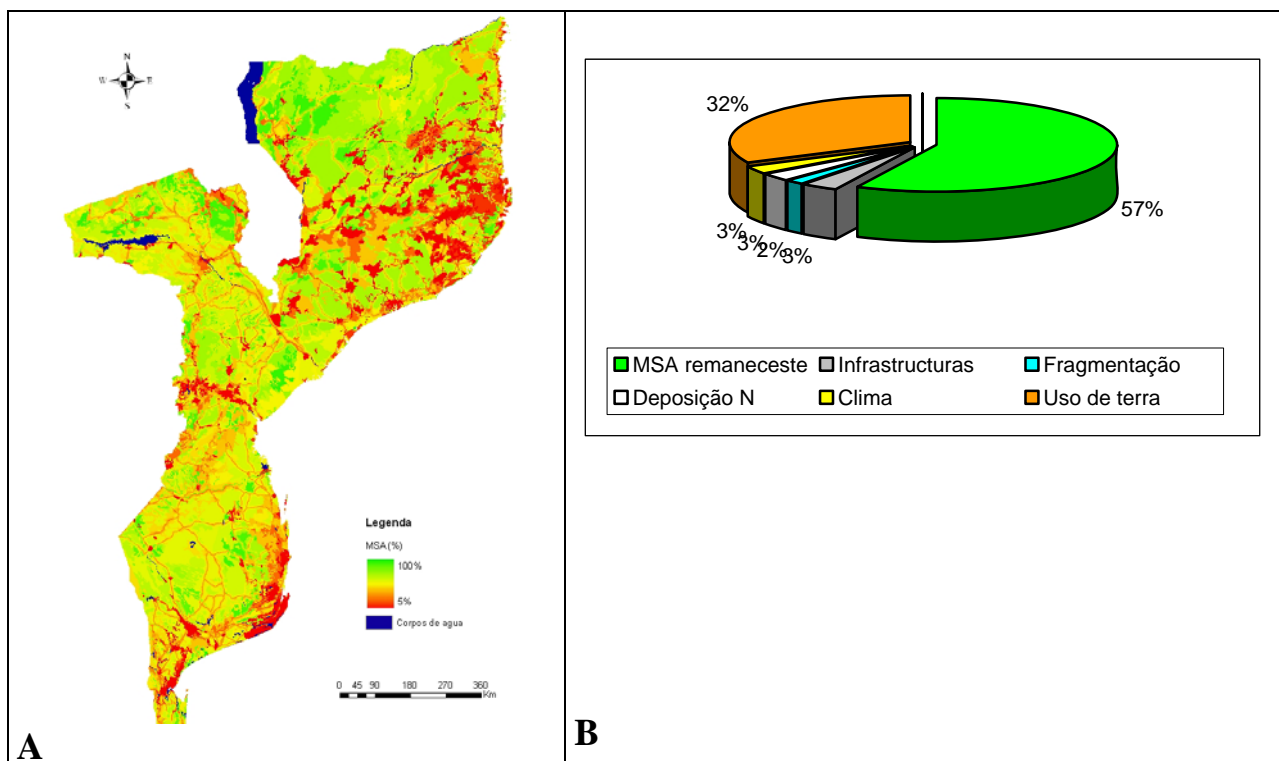 N
W E
S
Legenda
MSA (%)
100%
5%
Corpos de agua
0 45 90 180 270 360
Km
A
32%
57%
3%
3%
2%
3%
MSA remaneceste Infrastructuras Fragmentação
Deposição N Clima Uso de terra
B